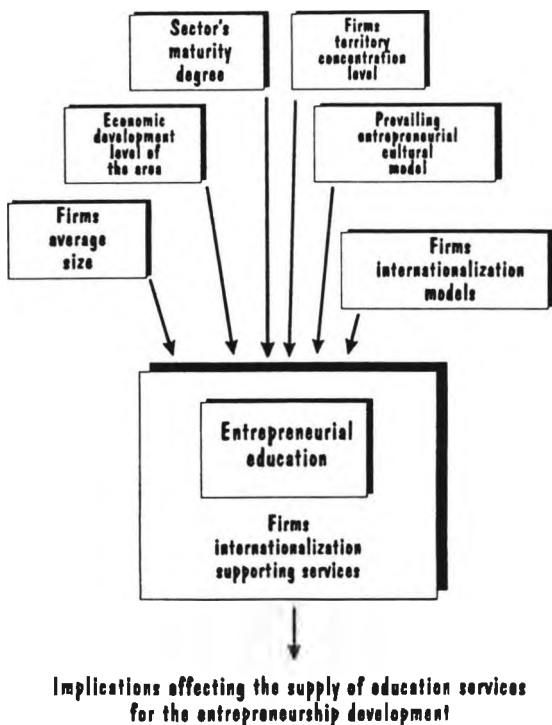 Sector's
maturity
degree
Firms
territory
concentration
level
Economic
development
level of
the area
Prevailing
entrepreneurial
cultural
model
Firms
average
size
Firms
internationalization
models
Entrepreneurial
education
Firms
internationalization
supporting services
Implications affecting the supply of education services
for the entrepreneurship development